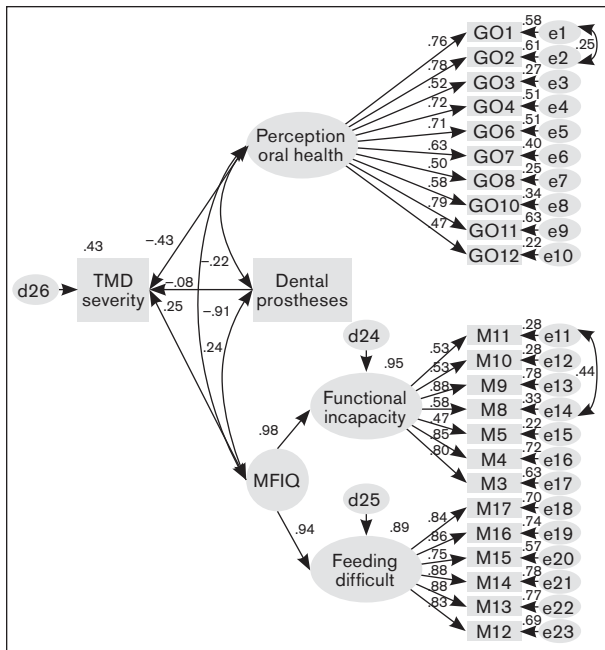 .76
.78
.52
.72
.71
.63
.50
.58
.79
.47
GO1 .58 e1
GO2 .61 e2
.25
GO3 .27 e3
GO4 .51 e4
GO6 .51 e5
GO7 .40 e6
GO8 .25 e7
GO10 .34 e8
GO11 .63 e9
GO12 .22 e10
Perception
oral health
.43
–.43
–.22
d26
TMD
severity
–.08
Dental
prostheses
.25
–.91
.24
d24
.95
Functional
incapacity
.98
MFIQ
.94
d25
.89
Feeding
difficult
.53
.53
.88
.58
.47
.85
.80
M11 .28 e11
M10 .28 e12
M9 .78 e13
.44
M8 .33 e14
M5 .22 e15
M4 .72 e16
M3 .63 e17
.84
.86
.75
.88
.88
.83
M17 .70 e18
M16 .74 e19
M15 .57 e20
M14 .78 e21
M13 .77 e22
M12 .69 e23